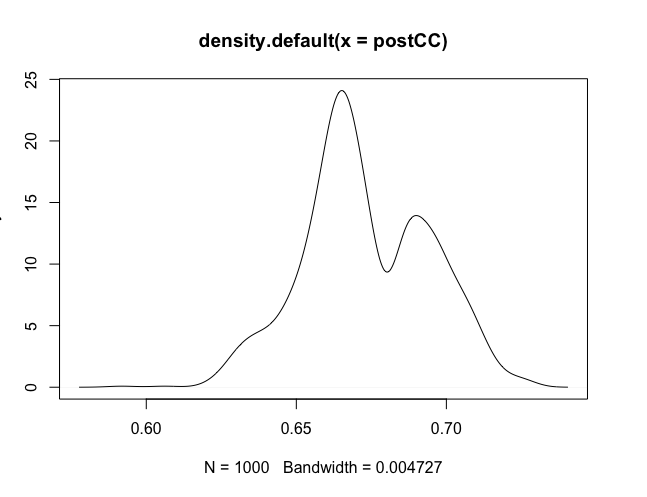 density.default(x = postCC)
25
20
15
10
5
0
0.60 0.65 0.70
N = 1000 Bandwidth = 0.004727